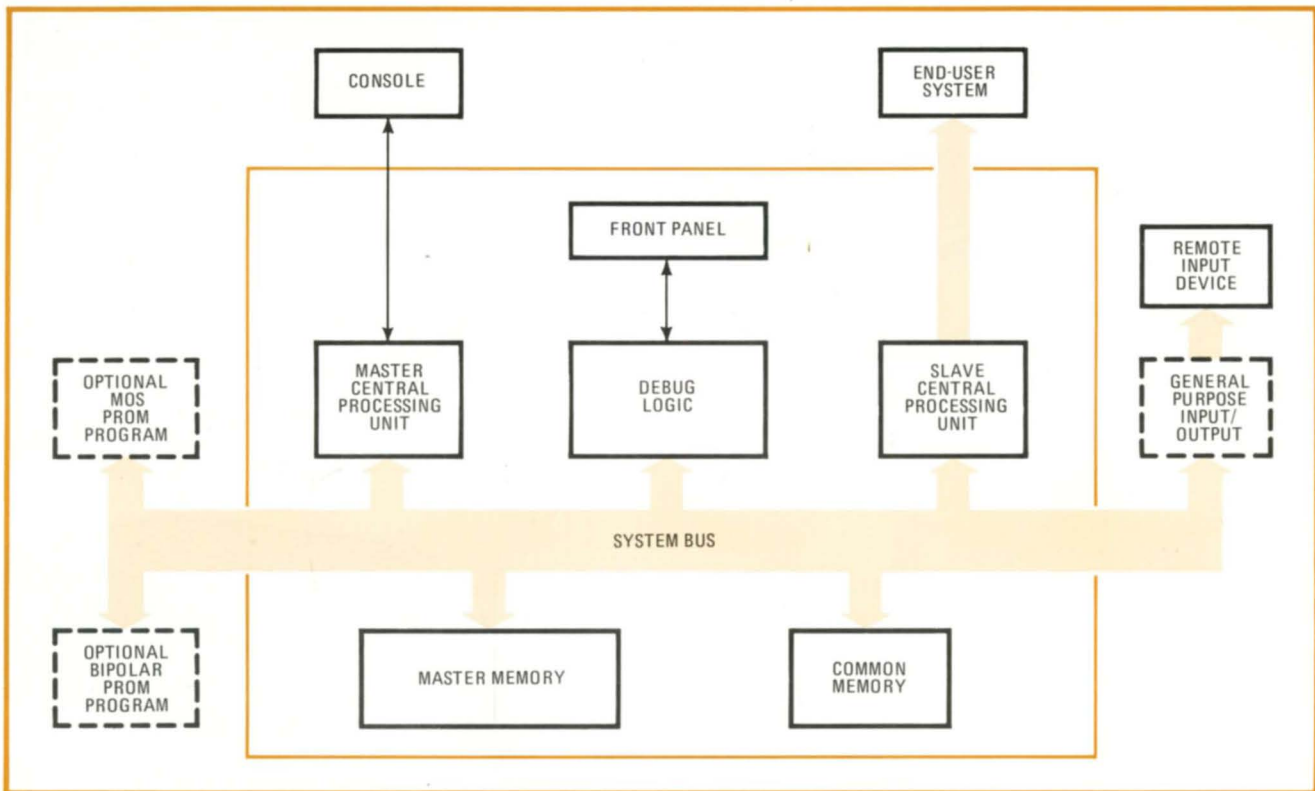 CONSOLE
END-USER
SYSTEM
FRONT PANEL
REMOTE
INPUT
DEVICE
OPTIONAL
MOS
PROM
PROGRAM
MASTER
CENTRAL
PROCESSING
UNIT
DEBUG
LOGIC
SLAVE
CENTRAL
PROCESSING
UNIT
GENERAL
PURPOSE
INPUT/
OUTPUT
SYSTEM BUS
OPTIONAL
BIPOLAR
PROM
PROGRAM
MASTER MEMORY
COMMON
MEMORY